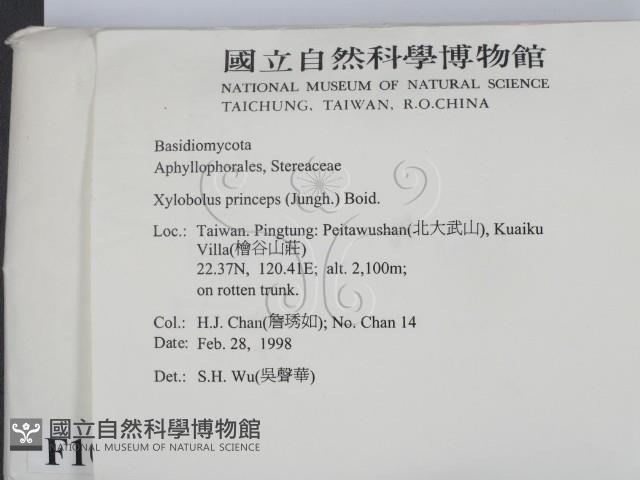 國立自然科學博物館
NATIONAL MUSEUM OF NATURAL SCIENCE
TAICHUNG, TAIWAN, R.O.CHINA
Basidiomycota
Aphyllophorales, Stereaceae
Xylobolus princeps (Jungh.) Boid.
Loc.: Taiwan. Pingtung: Peitawushan(北大武山), Kuaiku
Villa(檜谷山莊)
22.37N, 120.41E; alt. 2,100m;
on rotten trunk.
Col.: H.J. Chan(詹琇如); No. Chan 14
Date: Feb. 28, 1998
Det.: S.H. Wu(吳聲華)
國立自然科學博物館
NATIONAL MUSEUM OF NATURAL SCIENCE